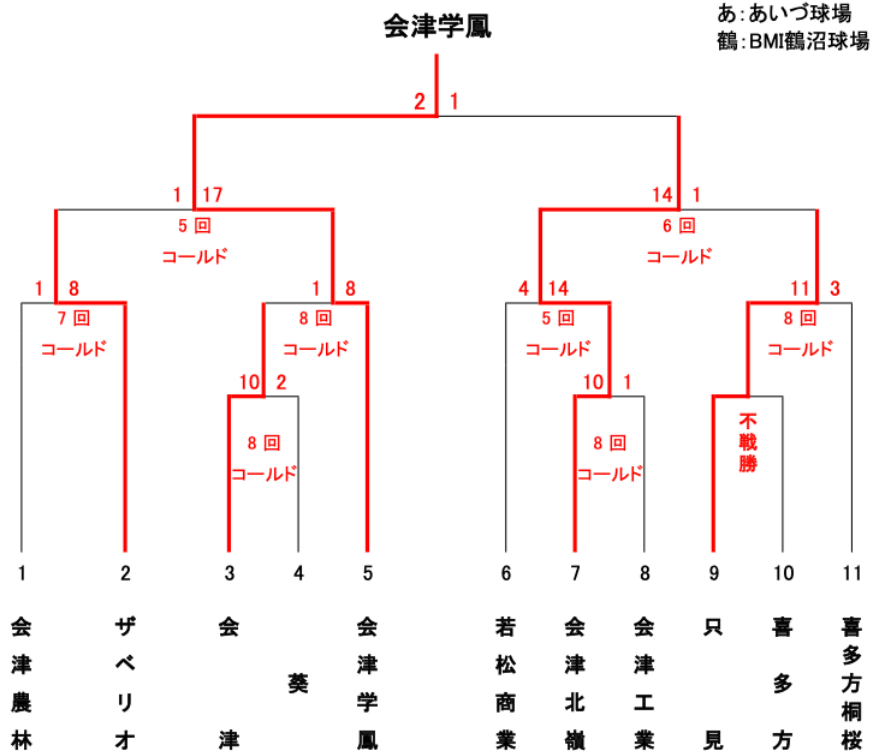 会津学鳳
あ:あいづ球場
鶴:BMI鶴沼球場
2 1
1 17
5 回
コールド
14 1
6 回
コールド
1 8
7 回
コールド
1 8
8 回
コールド
4 14
5 回
コールド
11 3
8 回
コールド
10 2
8 回
コールド
10 1
8 回
コールド
不戦勝
1 2 3 4 5 6 7 8 9 10 11
会津農林
ザベリオ
会津
葵
会津学鳳
若松商業
会津北嶺
会津工業
只見
喜多方
喜多方桐桜